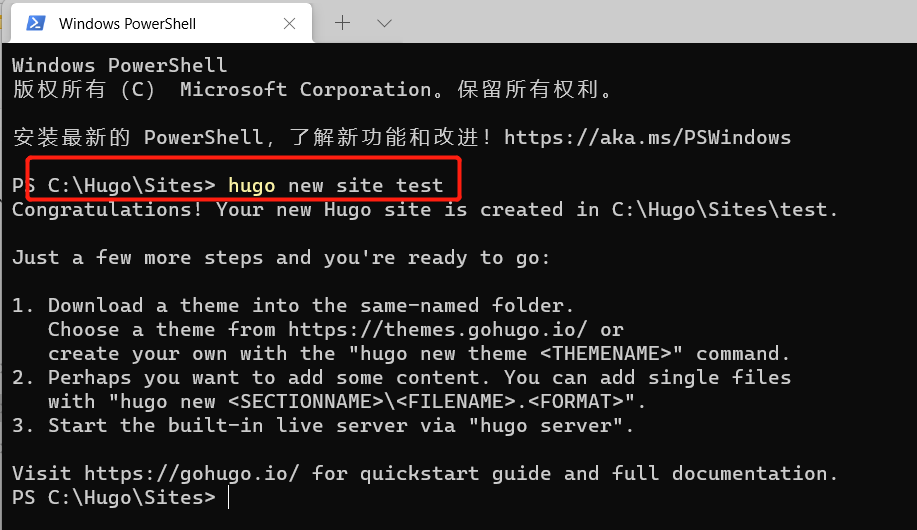 Windows PowerShell
Windows PowerShell
版权所有 (C) Microsoft Corporation。保留所有权利。
安装最新的 PowerShell,了解新功能和改进!https://aka.ms/PSWindows
PS C:\Hugo\Sites> hugo new site test
Congratulations! Your new Hugo site is created in C:\Hugo\Sites\test.
Just a few more steps and you're ready to go:
1. Download a theme into the same-named folder.
Choose a theme from https://themes.gohugo.io/ or
create your own with the "hugo new theme <THEMENAME>" command.
2. Perhaps you want to add some content. You can add single files
with "hugo new <SECTIONNAME>\<FILENAME>.<FORMAT>".
3. Start the built-in live server via "hugo server".
Visit https://gohugo.io/ for quickstart guide and full documentation.
PS C:\Hugo\Sites>